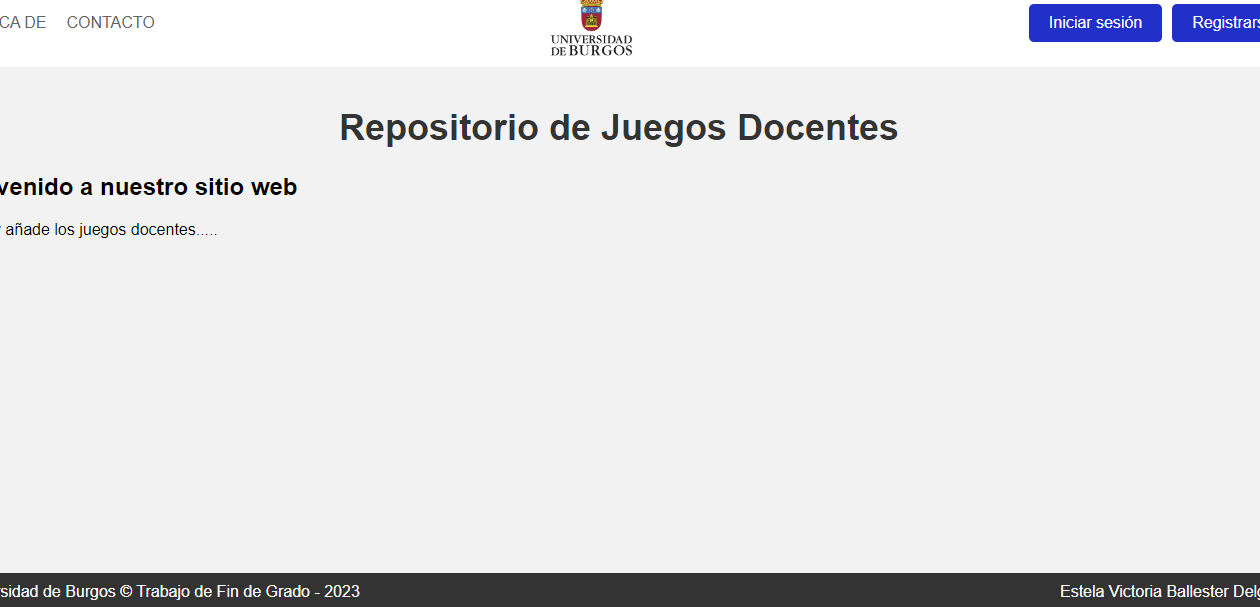 CA DE CONTACTO
UNIVERSIDAD
DE BURGOS
Iniciar sesión Registrars
Repositorio de Juegos Docentes
venido a nuestro sitio web
añade los juegos docentes.....
sidad de Burgos © Trabajo de Fin de Grado - 2023
Estela Victoria Ballester Delg